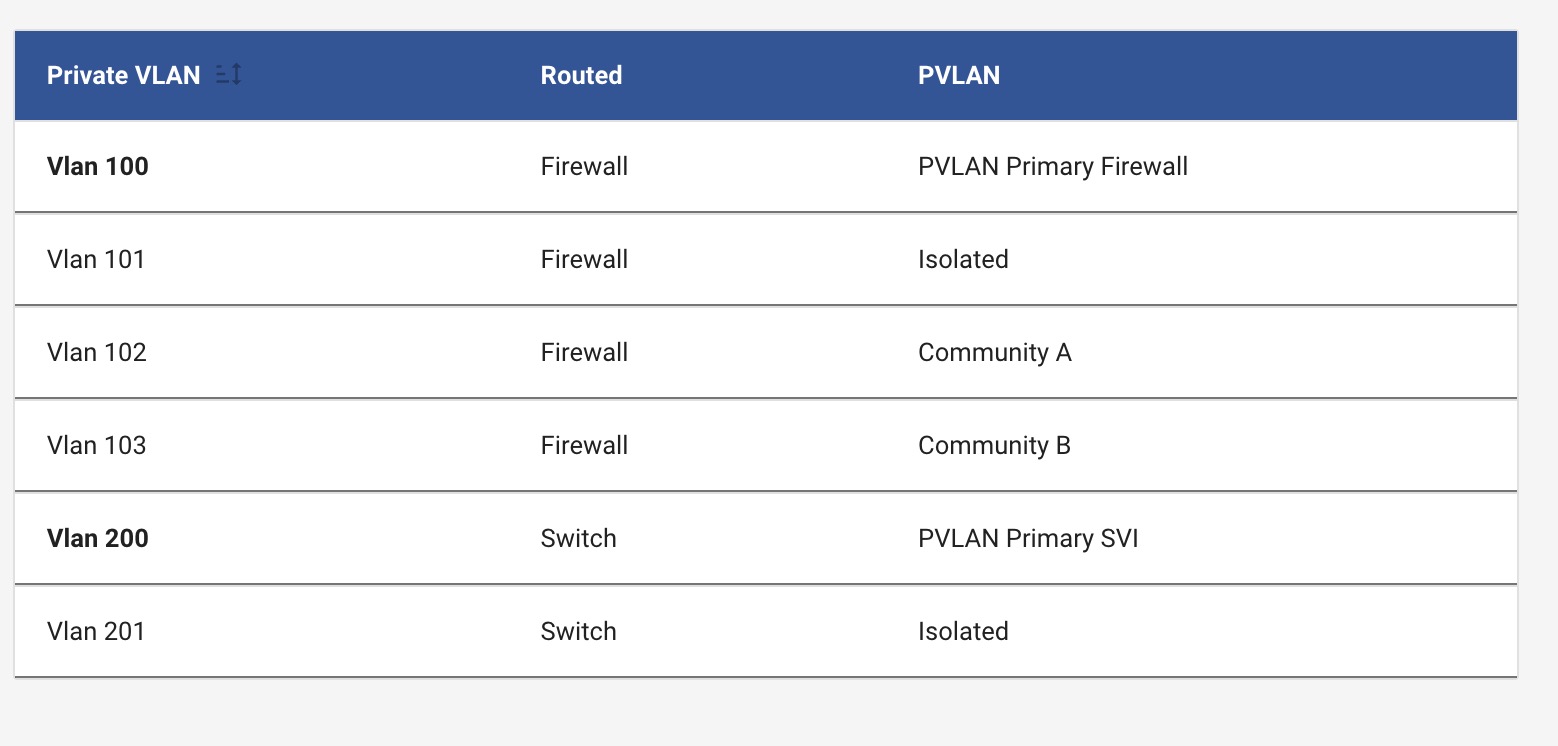 Private VLAN Routed PVLAN
Vlan 100 Firewall PVLAN Primary Firewall
Vlan 101 Firewall Isolated
Vlan 102 Firewall Community A
Vlan 103 Firewall Community B
Vlan 200 Switch PVLAN Primary SVI
Vlan 201 Switch Isolated